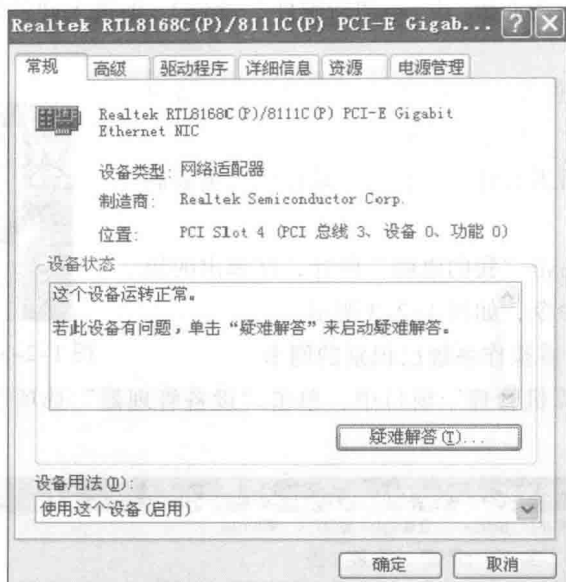 Realtek RTL8168C(P)/8111C(P) PCI-E Gigab...
常规 高级 驱动程序 详细信息 资源 电源管理
Realtek RTL8168C(P)/8111C(P) PCI-E Gigabit
Ethernet NIC
设备类型: 网络适配器
制造商: Realtek Semiconductor Corp.
位置: PCI Slot 4 (PCI 总线 3、设备 0、功能 0)
设备状态
这个设备运转正常。
若此设备有问题，单击“疑难解答”来启动疑难解答。
疑难解答(T)...
设备用法(D):
使用这个设备(启用)
确定 取消